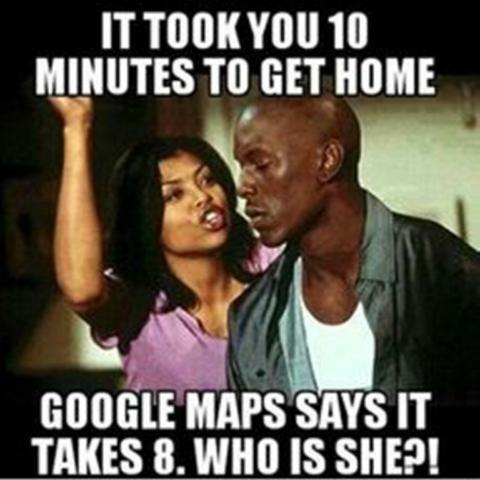 IT TOOK YOU 10
MINUTES TO GET HOME
GOOGLE MAPS SAYS IT
TAKES 8. WHO IS SHE?!